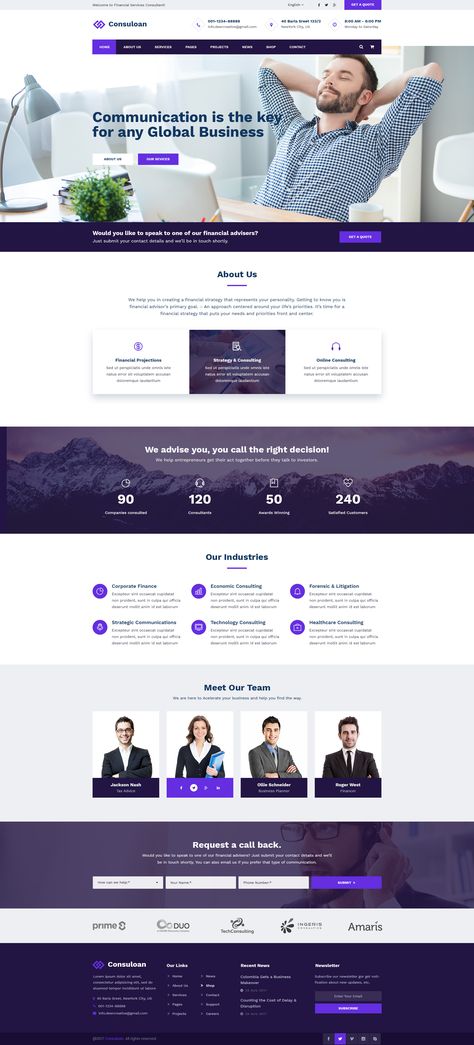 Welcome to Financial Services Consultant!
English
GET A QUOTE
Consuloan
001-1234-88888
info.deercreative@gmail.com
40 Baria Street 133/2
NewYork City, US
8:00 AM - 6:00 PM
Monday to Saturday
HOME
ABOUT US
SERVICES
PAGES
PROJECTS
NEWS
SHOP
CONTACT
Communication is the key
for any Global Business
ABOUT US
OUR SEVICES
Would you like to speak to one of our financial advisers?
Just submit your contact details and we'll be in touch shortly.
GET A QUOTE
About Us
We help you in creating a financial strategy that represents your personality. Getting to know you is
financial advisor's primary goal. - An approach centered around your life's priorities. It's time for a
financial strategy that puts your needs and priorities front and center.
Financial Projections
Sed ut perspiciatis unde omnis iste
natus error sit voluptatem accusan
doloremque laudantium
Strategy & Consulting
Sed ut perspiciatis unde omnis iste
natus error sit voluptatem accusan
doloremque laudantium
Online Consulting
Sed ut perspiciatis unde omnis iste
natus error sit voluptatem accusan
doloremque laudantium
We advise you, you call the right decision!
We help entrepreneurs get their act together before they talk to investors.
90
Companies consulted
120
Consultants
50
Awards Winning
240
Satisfied Customers
Our Industries
Corporate Finance
Excepteur sint occaecat cupidatat
non proident, sunt in culpa qui officia
deserunt mollit anim id est laborum
Economic Consulting
Excepteur sint occaecat cupidatat
non proident, sunt in culpa qui officia
deserunt mollit anim id est laborum
Forensic & Litigation
Excepteur sint occaecat cupidatat
non proident, sunt in culpa qui officia
deserunt mollit anim id est laborum
Strategic Communications
Excepteur sint occaecat cupidatat
non proident, sunt in culpa qui officia
deserunt mollit anim id est laborum
Technology Consulting
Excepteur sint occaecat cupidatat
non proident, sunt in culpa qui officia
deserunt mollit anim id est laborum
Healthcare Consulting
Excepteur sint occaecat cupidatat
non proident, sunt in culpa qui officia
deserunt mollit anim id est laborum
Meet Our Team
We are here to Acelerate your business and help you find the way.
Jackson Nash
Tax Advice
Ollie Schneider
Business Planner
Roger West
Financer
Request a call back.
Would you like to speak to one of our financial advisers? Just submit your contact details and we'll
be in touch shortly. You can also email us if you prefer that type of communication.
How can we help?*
Your Name*
Phone Number*
SUBMIT
prime
DUO
TechConsulting
INGERIS
CONSULTING
Amaris
Consuloan
Lorem ipsum dolor sit amet,
consectetur adipisicing elit, sed do
eiusmod tempor incididunt ut labore
40 Baria Street, NewYork City, US
001-1234-88888
info.deercreative@gmail.com
Our Links
Home
About Us
Services
Pages
Projects
News
Shop
Contact
Support
Careers
Recent News
Colombia Gets a Business
Makeover
Counting the Cost of Delay &
Disruption
Newsletter
Subscribe our newsletter gor get noti-
fication about new updates, etc.
Enter Your Email
SUBSCRIBE
@2017 Consuloan. All rights reserved